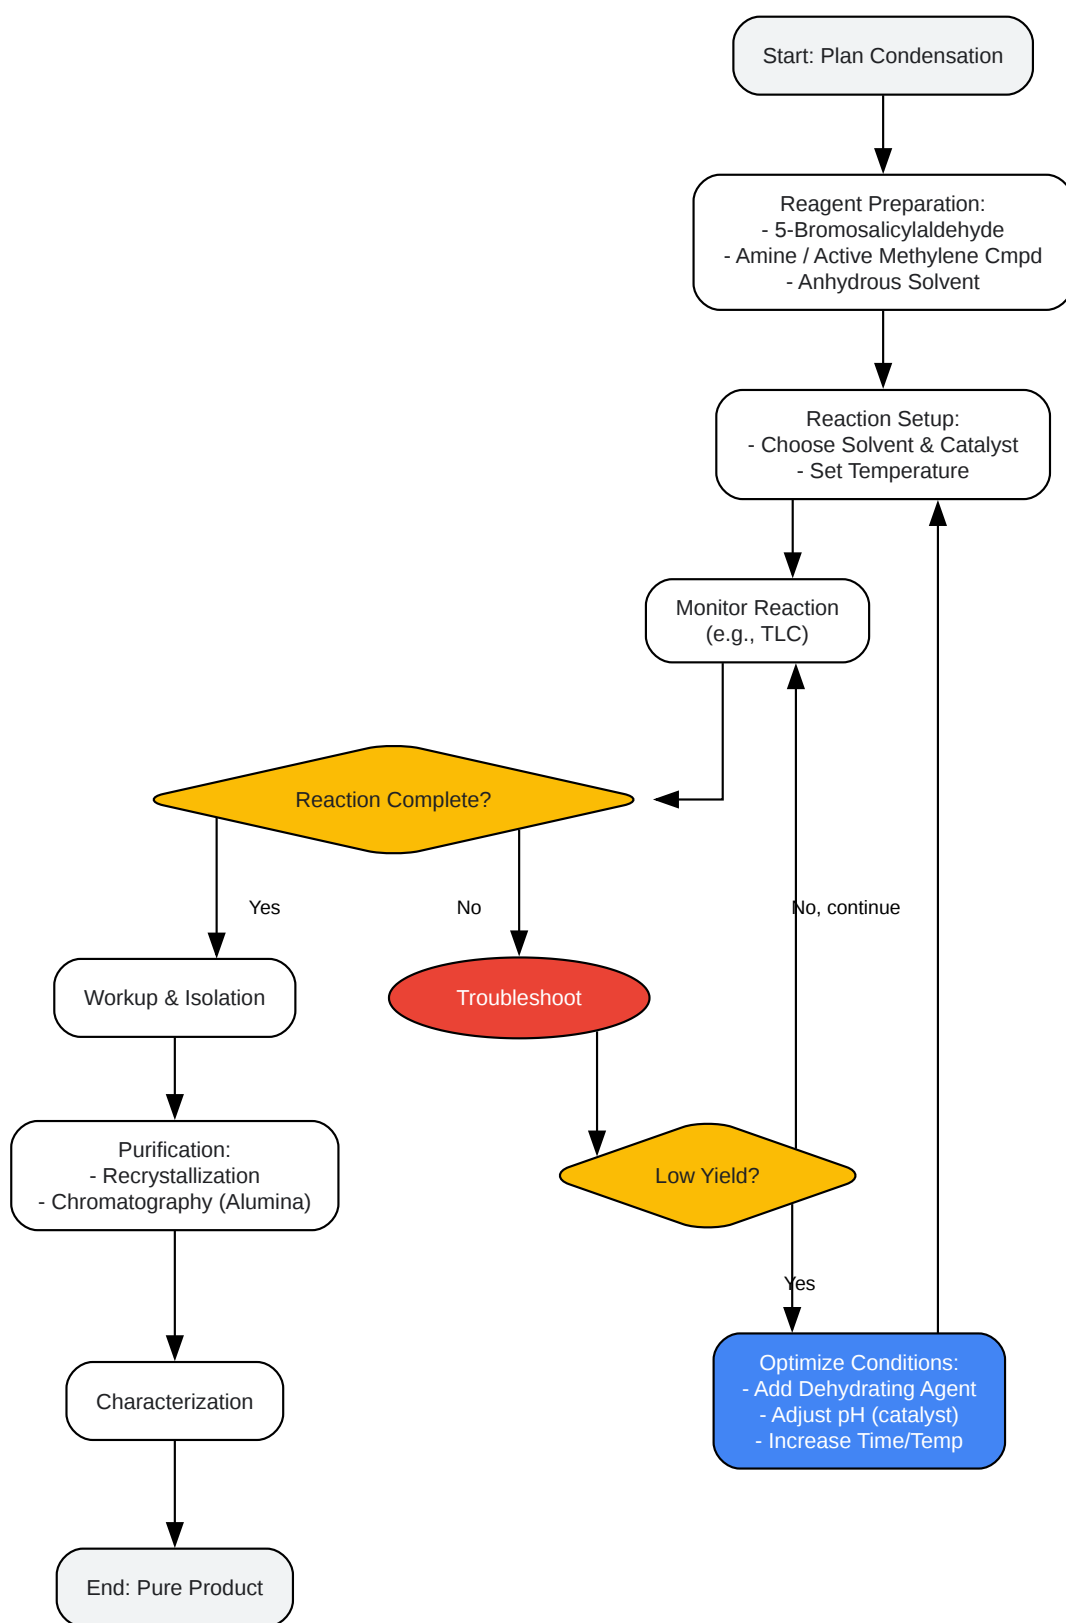 Start: Plan Condensation
Reagent Preparation:
- 5-Bromosalicylaldehyde
- Amine / Active Methylene Cmpd
- Anhydrous Solvent
Reaction Setup:
- Choose Solvent & Catalyst
- Set Temperature
Monitor Reaction
(e.g., TLC)
Reaction Complete?
Yes
No
No, continue
Workup & Isolation
Troubleshoot
Purification:
- Recrystallization
- Chromatography (Alumina)
Low Yield?
Yes
Optimize Conditions:
- Add Dehydrating Agent
- Adjust pH (catalyst)
- Increase Time/Temp
Characterization
End: Pure Product